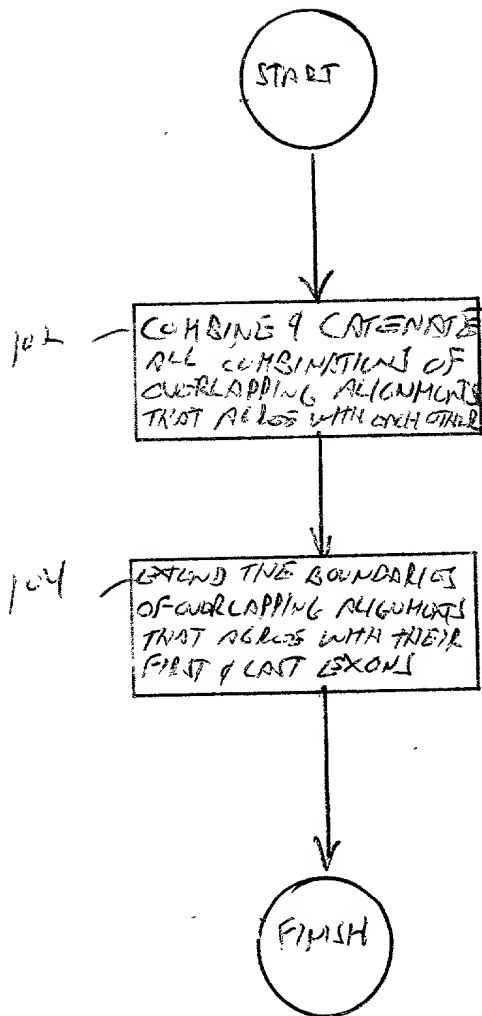 START
102
COMBINE & CATENATE
ALL COMBINATIONS OF
OVERLAPPING ALIGNMENTS
THAT AGREE WITH EACH OTHER
104
EXTEND THE BOUNDARIES
OF OVERLAPPING ALIGNMENTS
THAT AGREE WITH THEIR
FIRST & LAST EXONS
FINISH